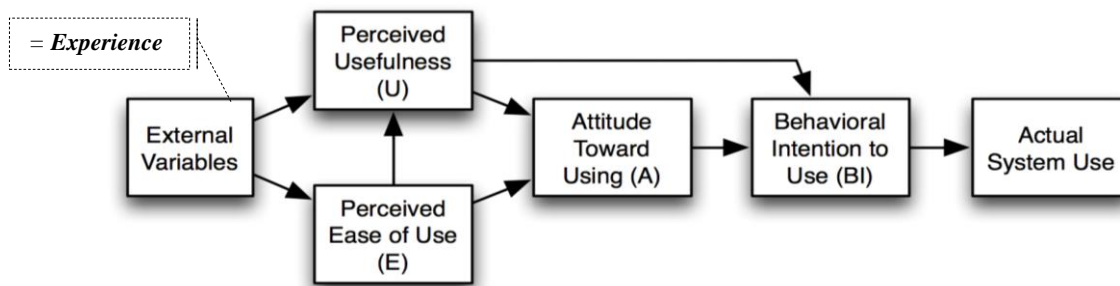 = Experience
External
Variables
Perceived
Usefulness
(U)
Perceived
Ease of Use
(E)
Attitude
Toward
Using (A)
Behavioral
Intention to
Use (BI)
Actual
System Use